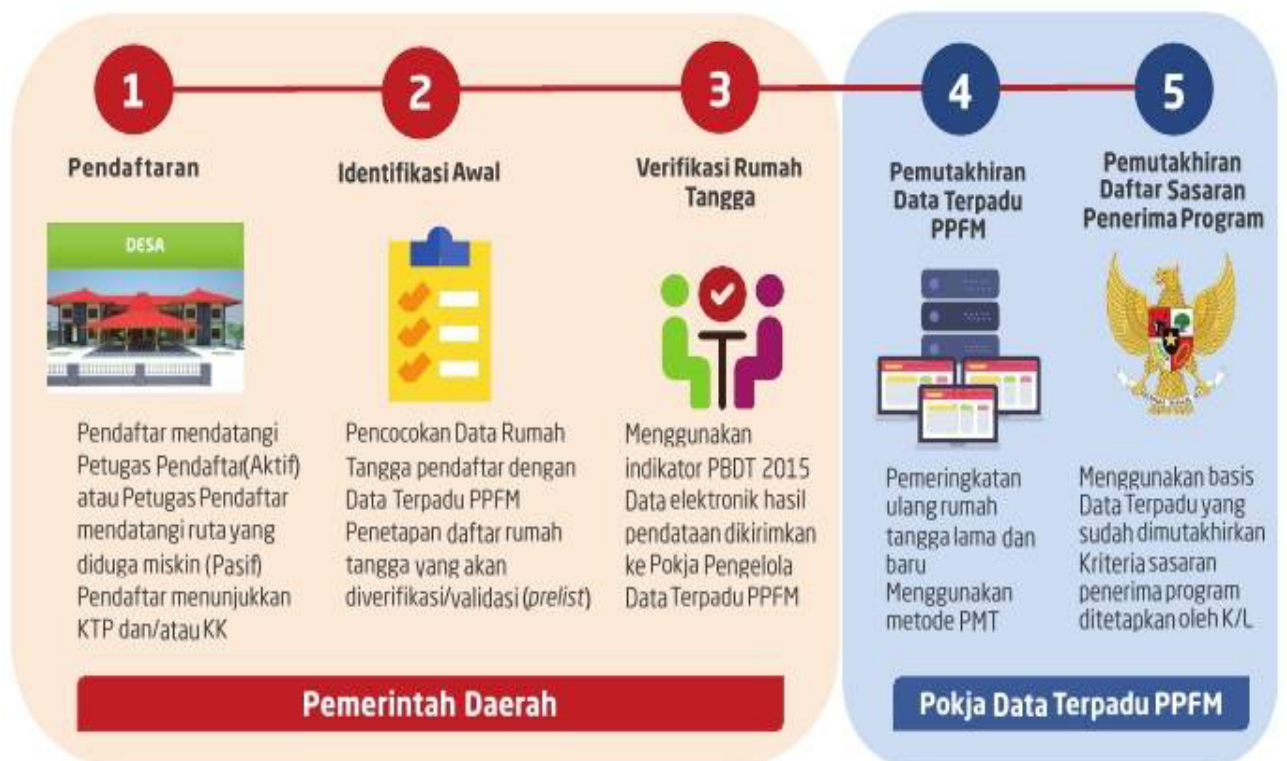 1
Pendaftaran
DESA
Pendaftar mendatangi
Petugas Pendaftar(Aktif)
atau Petugas Pendaftar
mendatangi ruta yang
diduga miskin (Pasif)
Pendaftar menunjukkan
KTP dan/atau KK
2
Identifikasi Awal
Pencocokan Data Rumah
Tangga pendaftar dengan
Data Terpadu PPFM
Penetapan daftar rumah
tangga yang akan
diverifikasi/validasi (prelist)
3
Verifikasi Rumah
Tangga
Menggunakan
indikator PBDT 2015
Data elektronik hasil
pendataan dikirimkan
ke Pokja Pengelola
Data Terpadu PPFM
Pemerintah Daerah
4
Pemutakhiran
Data Terpadu
PPFM
Pemeringkatan
ulang rumah
tangga lama dan
baru
Menggunakan
metode PMT
5
Pemutakhiran
Daftar Sasaran
Penerima Program
Menggunakan basis
Data Terpadu yang
sudah dimutakhirkan
Kriteria sasaran
penerima program
ditetapkan oleh K/L
Pokja Data Terpadu PPFM